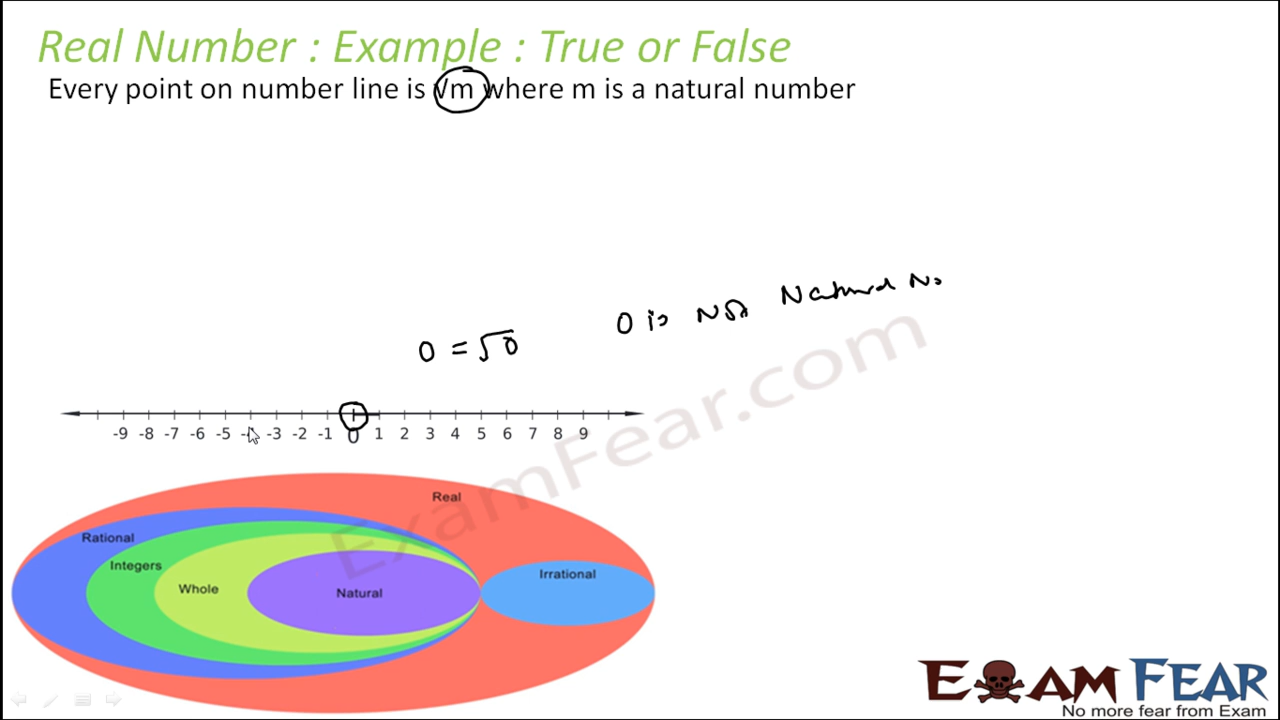 Real Number : Example : True or False
Every point on number line is √m where m is a natural number
0 is Not Natural No
0 = √0
-9 -8 -7 -6 -5 -4 -3 -2 -1 0 1 2 3 4 5 6 7 8 9
ExamFear.com
Real
Rational
Integers
Irrational
Whole
Natural
EXAM FEAR
No more fear from Exam